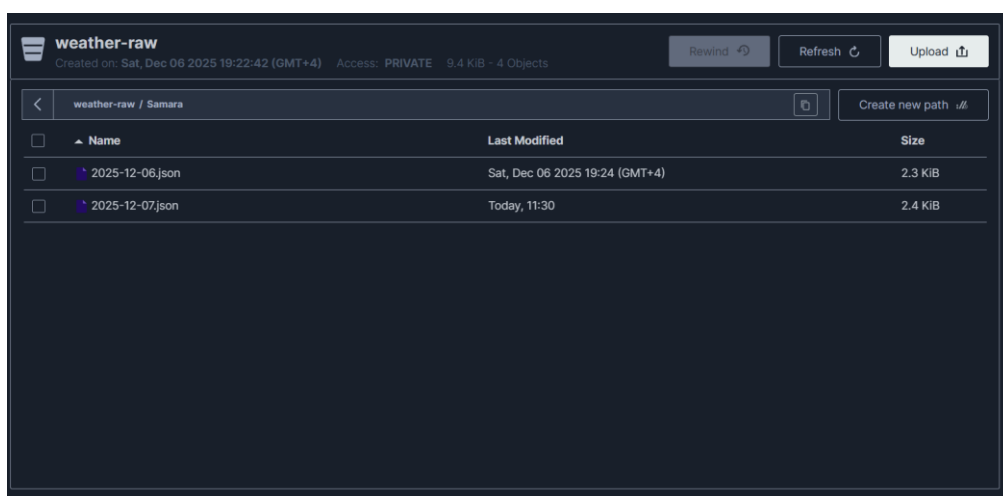 weather-raw
Created on: Sat, Dec 06 2025 19:22:42 (GMT+4) Access: PRIVATE 9.4 KiB - 4 Objects
Rewind
Refresh
Upload
weather-raw / Samara
Create new path
Name Last Modified Size
2025-12-06.json Sat, Dec 06 2025 19:24 (GMT+4) 2.3 KiB
2025-12-07.json Today, 11:30 2.4 KiB